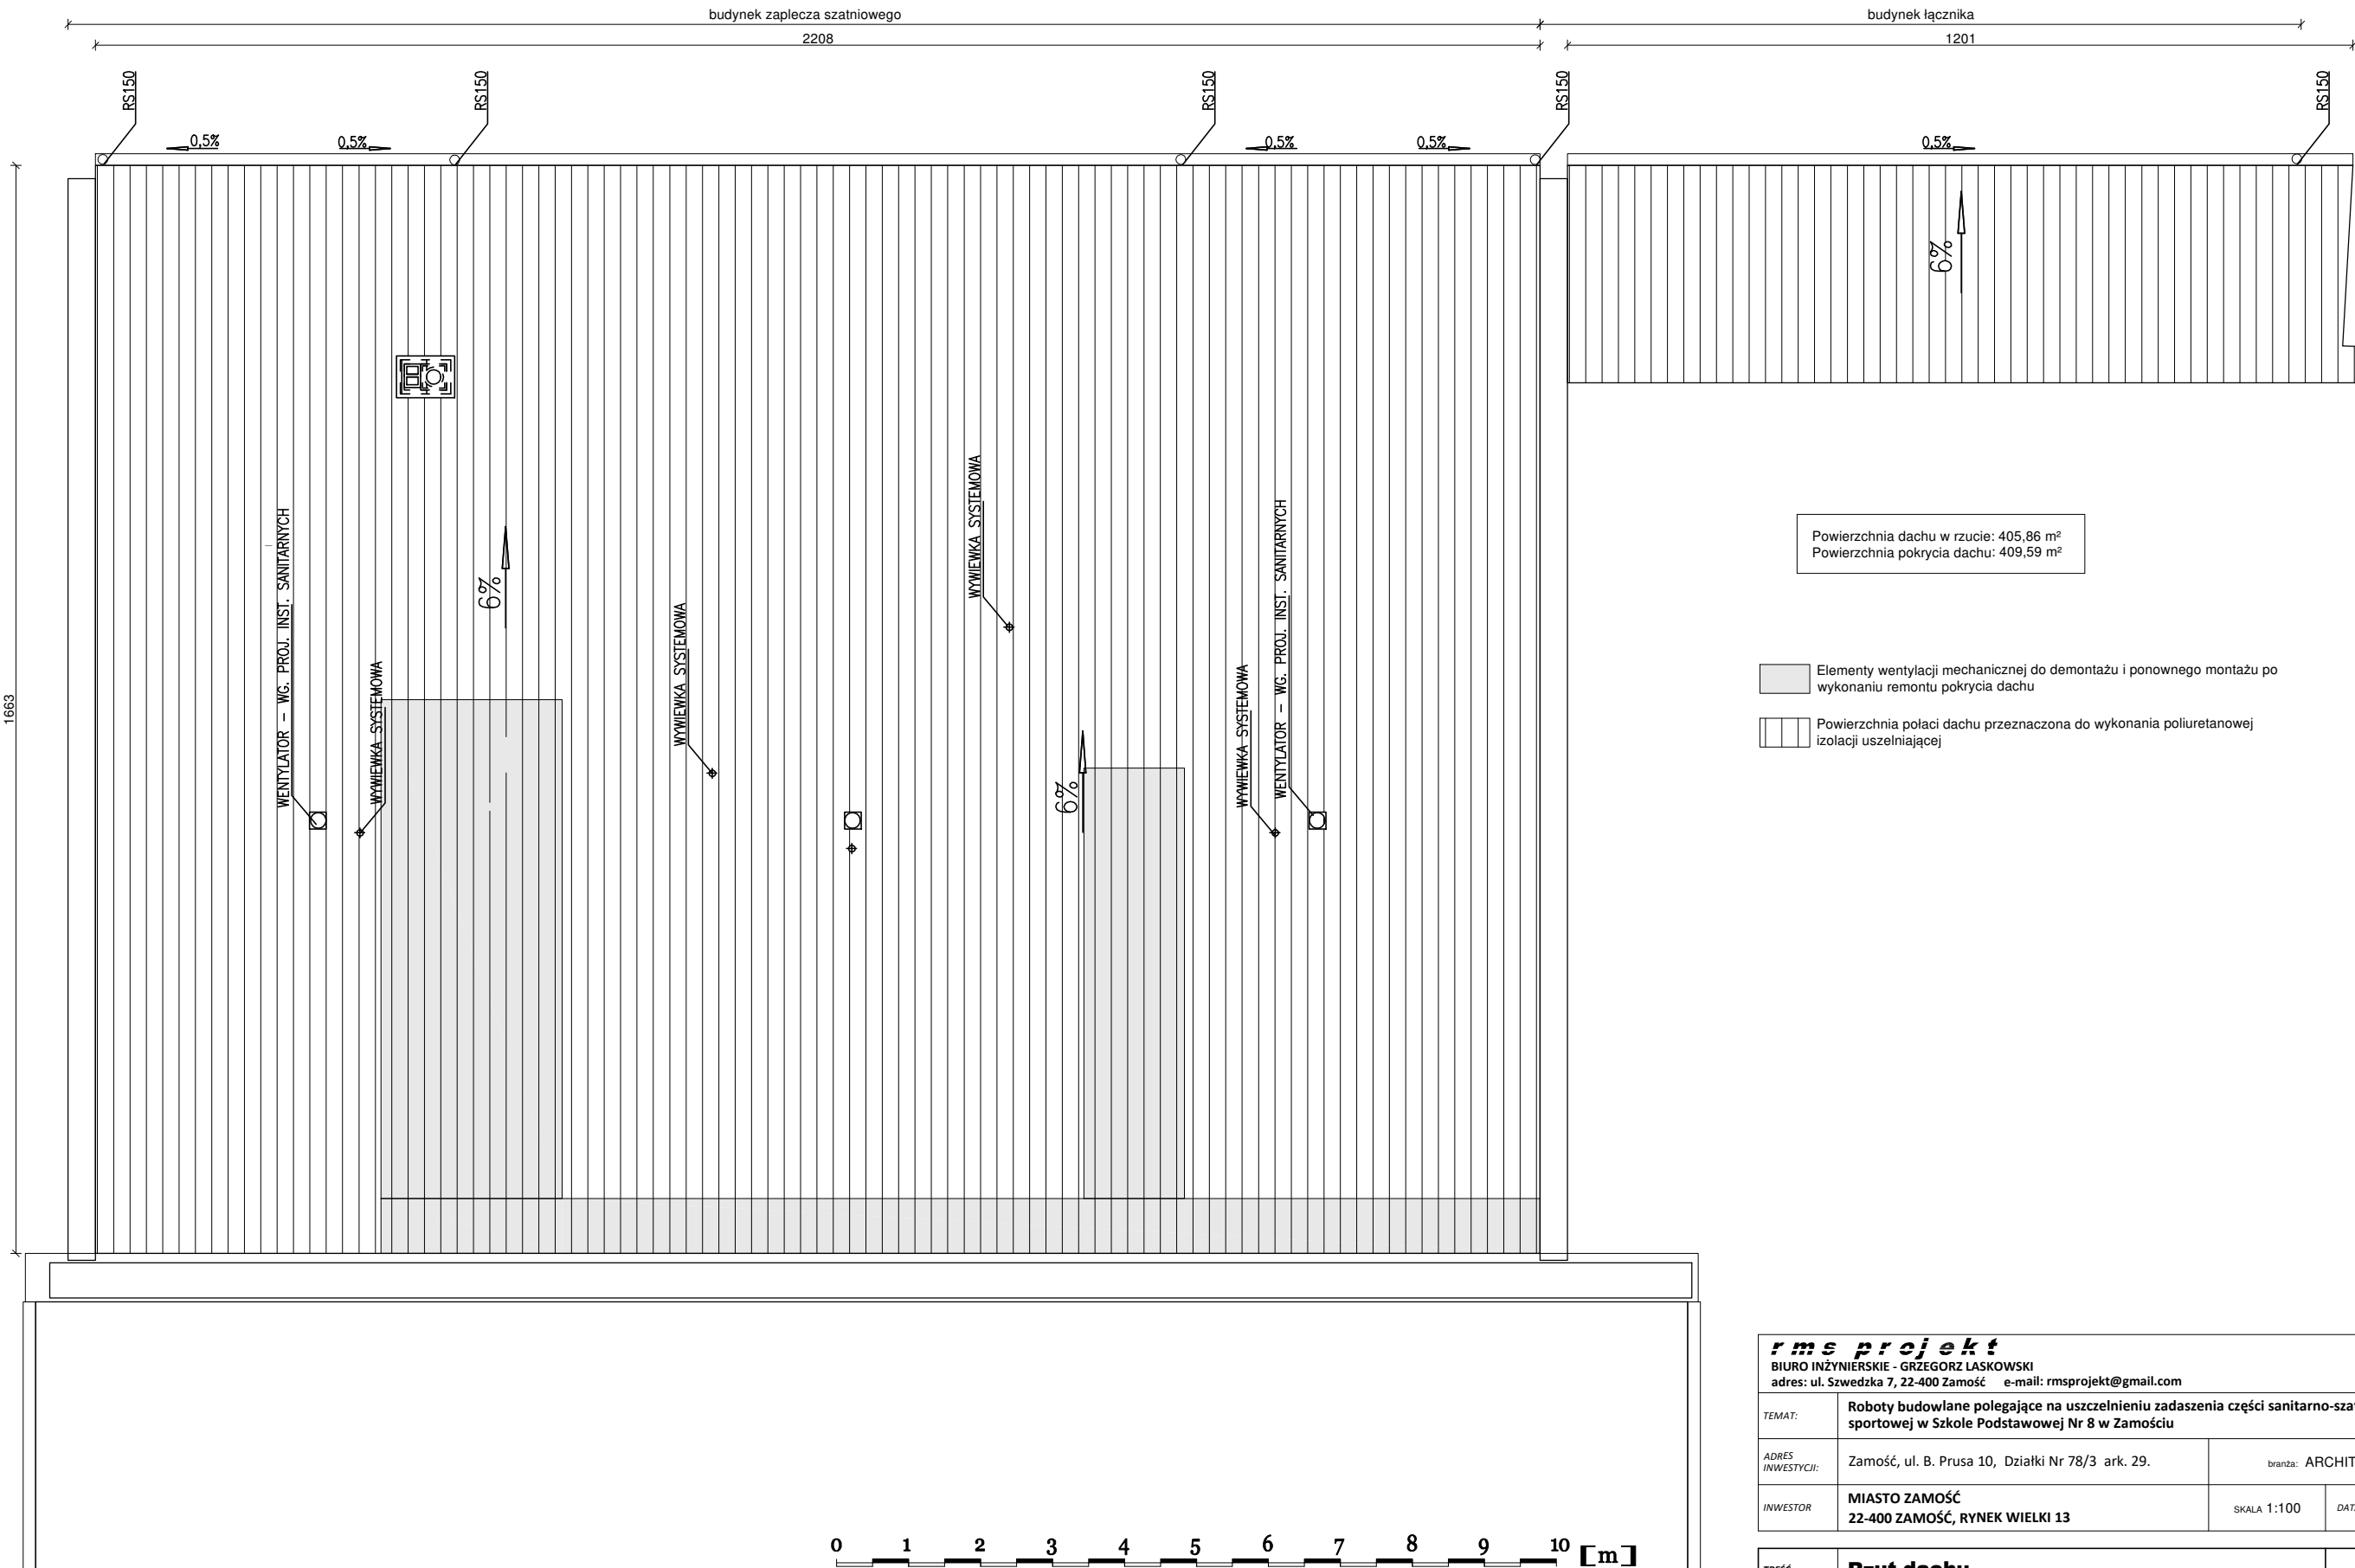 budynek zaplecza szatniowego
budynek łącznika
2208
1201
RS150
RS150
RS150
RS150
RS150
0,5%
0,5%
0,5%
0,5%
0,5%
6%
1663
WENTYLATOR - WG. PROJ. INST. SANITARNYCH
WYWIEWKA SYSTEMOWA
6%
WYWIEWKA SYSTEMOWA
WYWIEWKA SYSTEMOWA
6%
WYWIEWKA SYSTEMOWA
WENTYLATOR - WG. PROJ. INST. SANITARNYCH
Powierzchnia dachu w rzucie: 405,86 m²
Powierzchnia pokrycia dachu: 409,59 m²
Elementy wentylacji mechanicznej do demontażu i ponownego montażu po
wykonaniu remontu pokrycia dachu
Powierzchnia połaci dachu przeznaczona do wykonania poliuretanowej
izolacji uszelniającej
rms projekt
BIURO INŻYNIERSKIE - GRZEGORZ LASKOWSKI
adres: ul. Szwedzka 7, 22-400 Zamość e-mail: rmsprojekt@gmail.com
TEMAT:
Roboty budowlane polegające na uszczelnieniu zadaszenia części sanitarno-szat
sportowej w Szkole Podstawowej Nr 8 w Zamościu
ADRES
INWESTYCJI:
Zamość, ul. B. Prusa 10, Działki Nr 78/3 ark. 29.
branża: ARCHIT
INWESTOR
MIASTO ZAMOŚĆ
22-400 ZAMOŚĆ, RYNEK WIELKI 13
SKALA 1:100
DAT
0 1 2 3 4 5 6 7 8 9 10 [m]
Rzut dachu